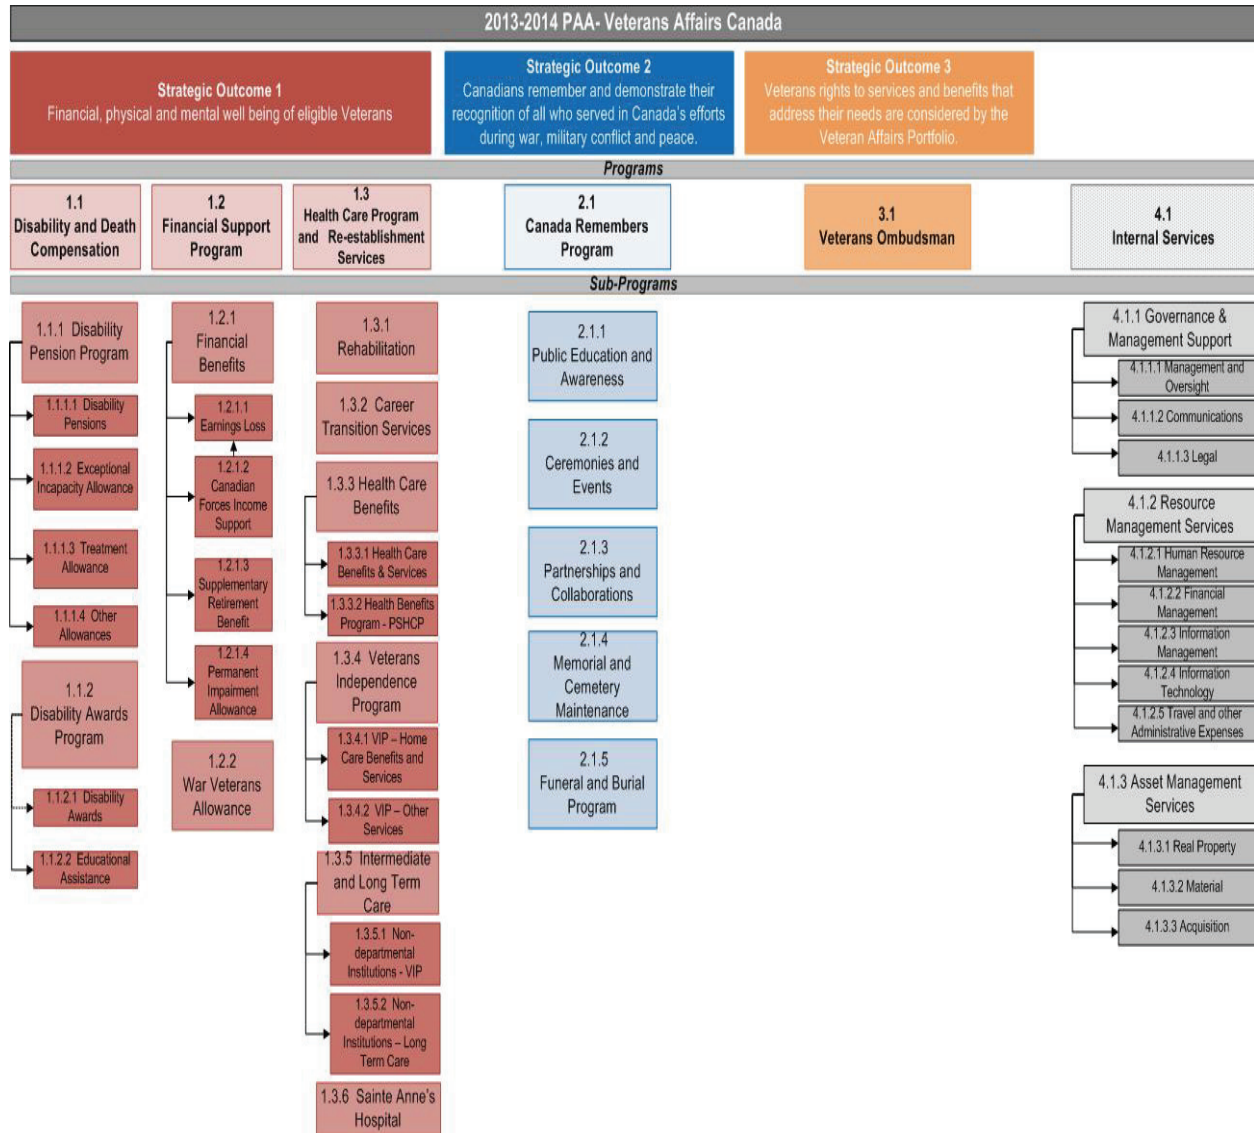 2013-2014 PAA- Veterans Affairs Canada
Strategic Outcome 1
Financial, physical and mental well being of eligible Veterans
Strategic Outcome 2
Canadians remember and demonstrate their
recognition of all who served in Canada's efforts
during war, military conflict and peace.
Strategic Outcome 3
Veterans rights to services and benefits that
address their needs are considered by the
Veteran Affairs Portfolio.
Programs
1.1
Disability and Death
Compensation
1.2
Financial Support
Program
1.3
Health Care Program
and Re-establishment
Services
2.1
Canada Remembers
Program
3.1
Veterans Ombudsman
4.1
Internal Services
Sub-Programs
1.1.1 Disability
Pension Program
1.1.1.1 Disability
Pensions
1.1.1.2 Exceptional
Incapacity Allowance
1.1.1.3 Treatment
Allowance
1.1.1.4 Other
Allowances
1.1.2
Disability Awards
Program
1.1.2.1 Disability
Awards
1.1.2.2 Educational
Assistance
1.2.1
Financial
Benefits
1.2.1.1
Earnings Loss
1.2.1.2
Canadian
Forces Income
Support
1.2.1.3
Supplementary
Retirement
Benefit
1.2.1.4
Permanent
Impairment
Allowance
1.2.2
War Veterans
Allowance
1.3.1
Rehabilitation
1.3.2 Career
Transition Services
1.3.3 Health Care
Benefits
1.3.3.1 Health Care
Benefits & Services
1.3.3.2 Health Benefits
Program - PSHCP
1.3.4 Veterans
Independence
Program
1.3.4.1 VIP – Home
Care Benefits and
Services
1.3.4.2 VIP – Other
Services
1.3.5 Intermediate
and Long Term
Care
1.3.5.1 Non-
departmental
Institutions - VIP
1.3.5.2 Non-
departmental
Institutions – Long
Term Care
1.3.6 Sainte Anne's
Hospital
2.1.1
Public Education and
Awareness
2.1.2
Ceremonies and
Events
2.1.3
Partnerships and
Collaborations
2.1.4
Memorial and
Cemetery
Maintenance
2.1.5
Funeral and Burial
Program
4.1.1 Governance &
Management Support
4.1.1.1 Management and
Oversight
4.1.1.2 Communications
4.1.1.3 Legal
4.1.2 Resource
Management Services
4.1.2.1 Human Resource
Management
4.1.2.2 Financial
Management
4.1.2.3 Information
Management
4.1.2.4 Information
Technology
4.1.2.5 Travel and other
Administrative Expenses
4.1.3 Asset Management
Services
4.1.3.1 Real Property
4.1.3.2 Material
4.1.3.3 Acquisition